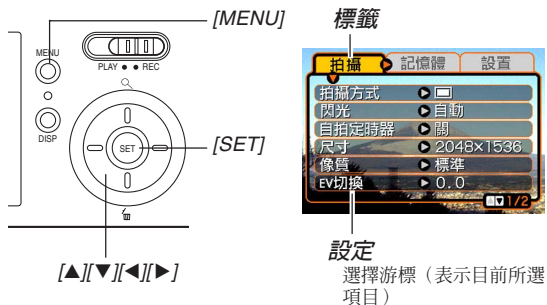 [MENU]
標籤
MENU
PLAY ● ● REC
DISP
SET
[SET]
[▲][▼][◀][▶]
拍攝 記憶體 設置
拍攝方式
閃光 自動
自拍定時器 關
尺寸 2048×1536
像質 標準
EV切換 0.0
▲▼ 1/2
設定
選擇游標（表示目前所選
項目）